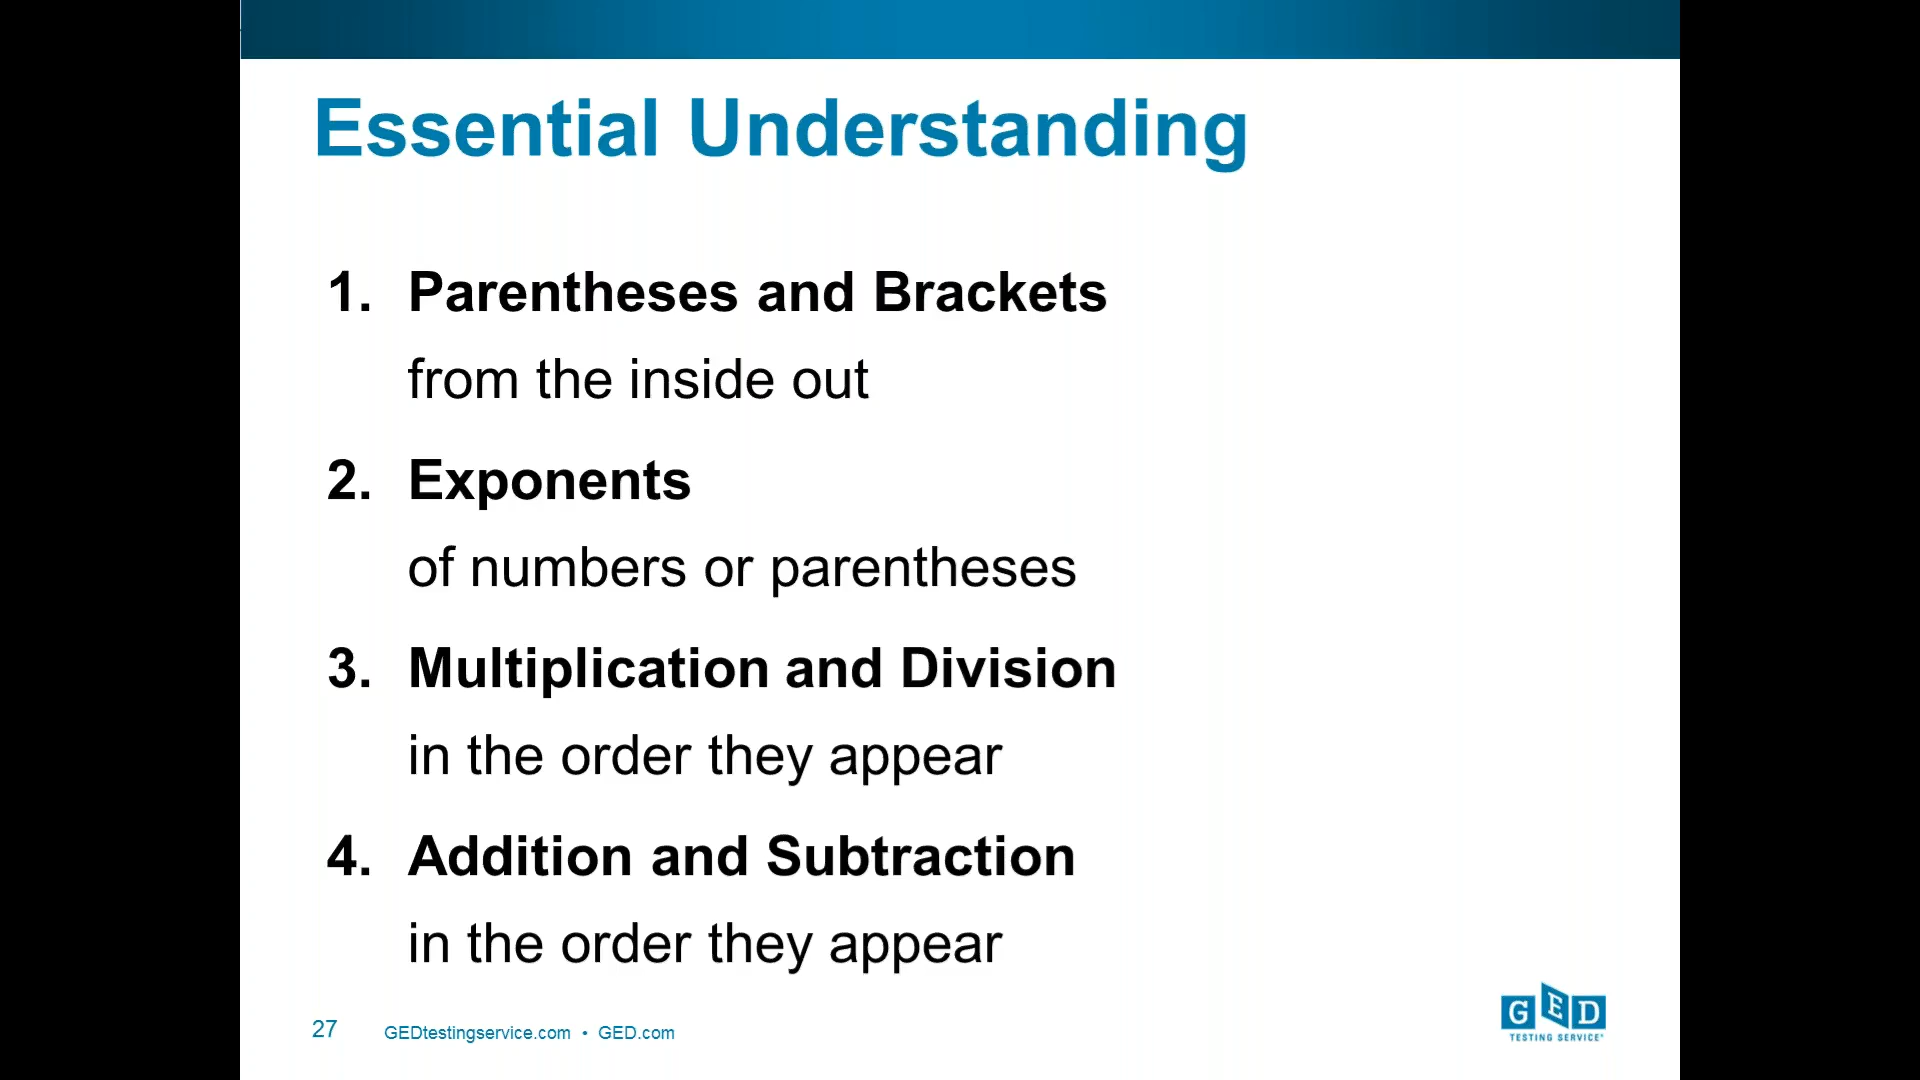 Essential Understanding
1. Parentheses and Brackets
from the inside out
2. Exponents
of numbers or parentheses
3. Multiplication and Division
in the order they appear
4. Addition and Subtraction
in the order they appear
27 GEDtestingservice.com • GED.com
GED
TESTING SERVICE